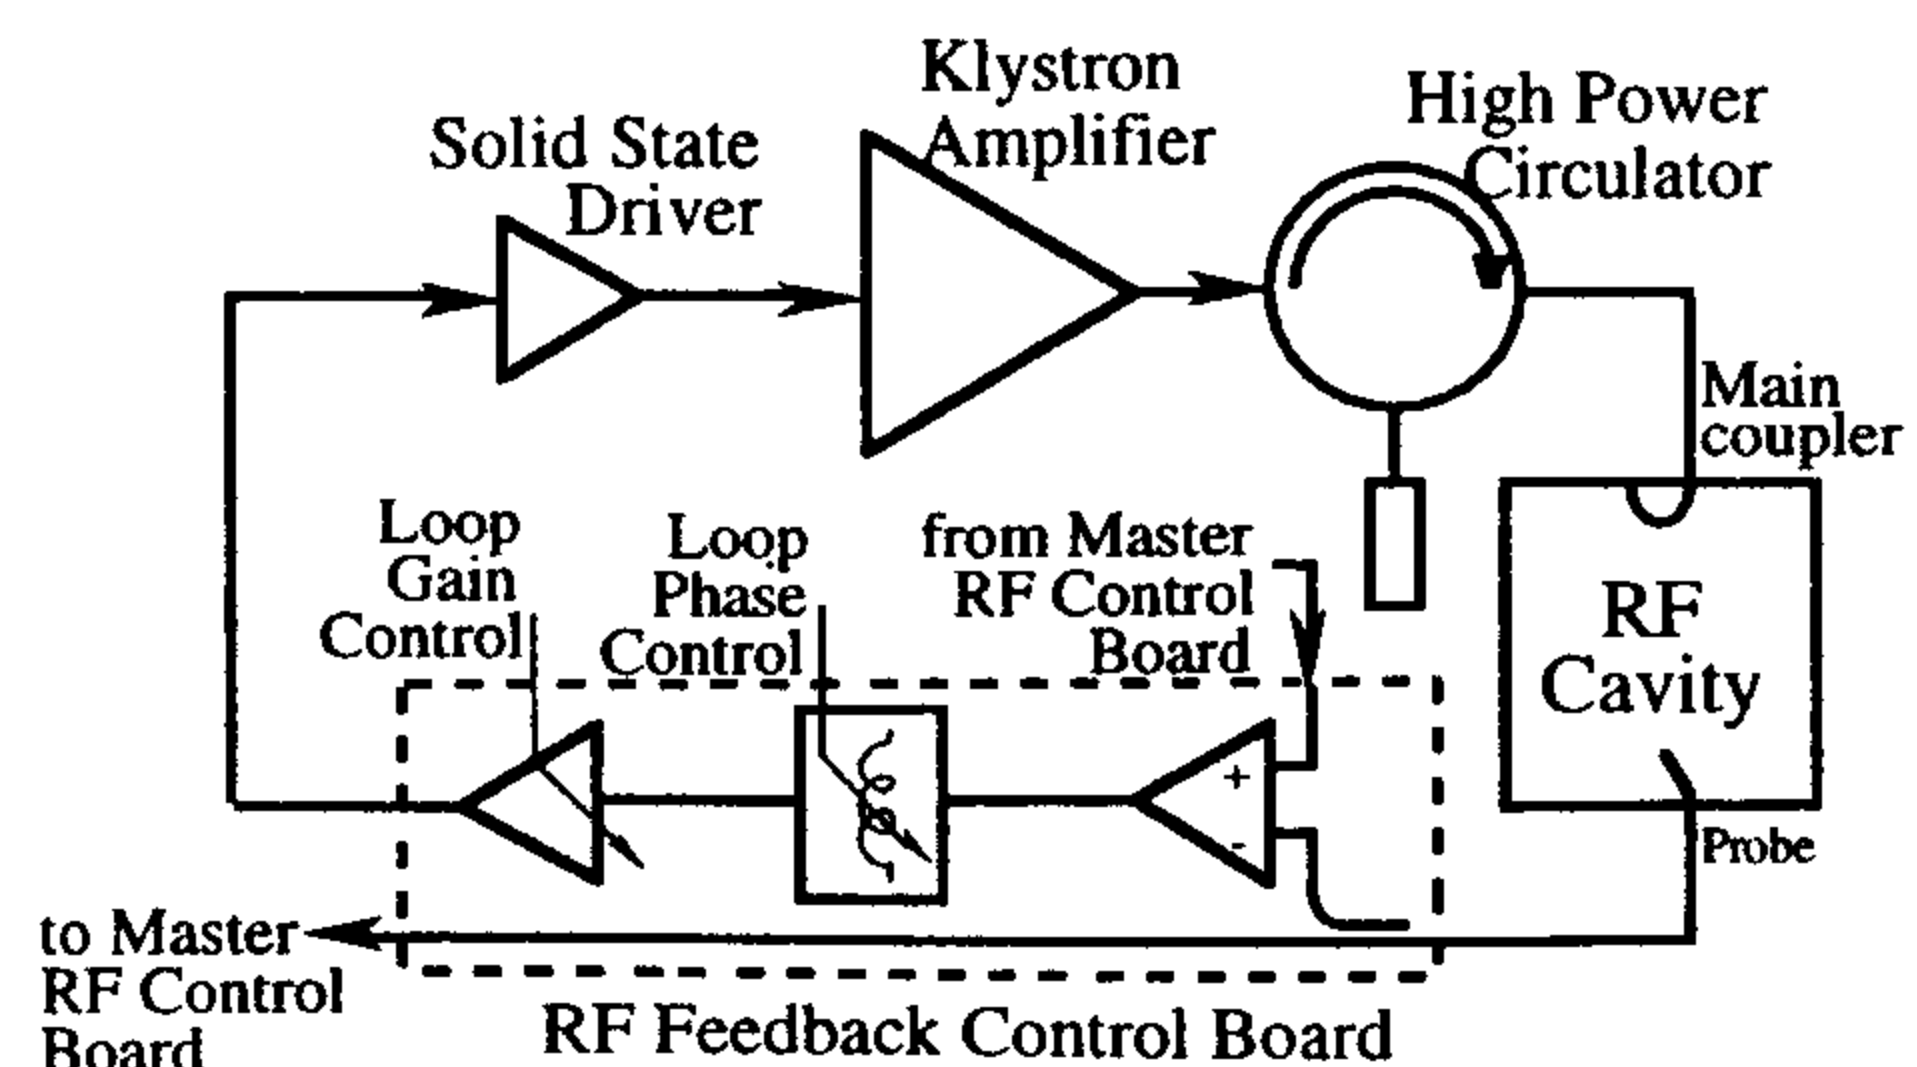 Klystron
Amplifier
High Power
Circulator
Solid State
Driver
Main
coupler
Loop
Gain
Control
Loop
Phase
Control
from Master
RF Control
Board
RF
Cavity
+
-
Probe
to Master
RF Control
Board
RF Feedback Control Board